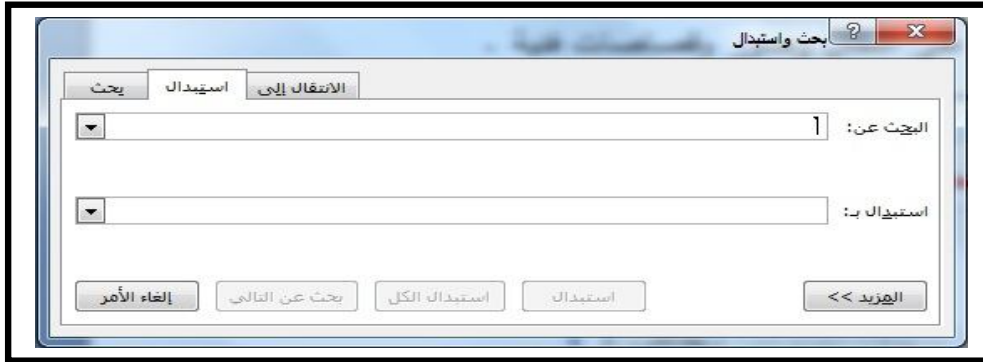 بحث واستبدال
بحث استبدال الانتقال إلى
البحث عن:
استبدال بـ:
المزيد >> استبدال استبدال الكل بحث عن التالي إلغاء الأمر